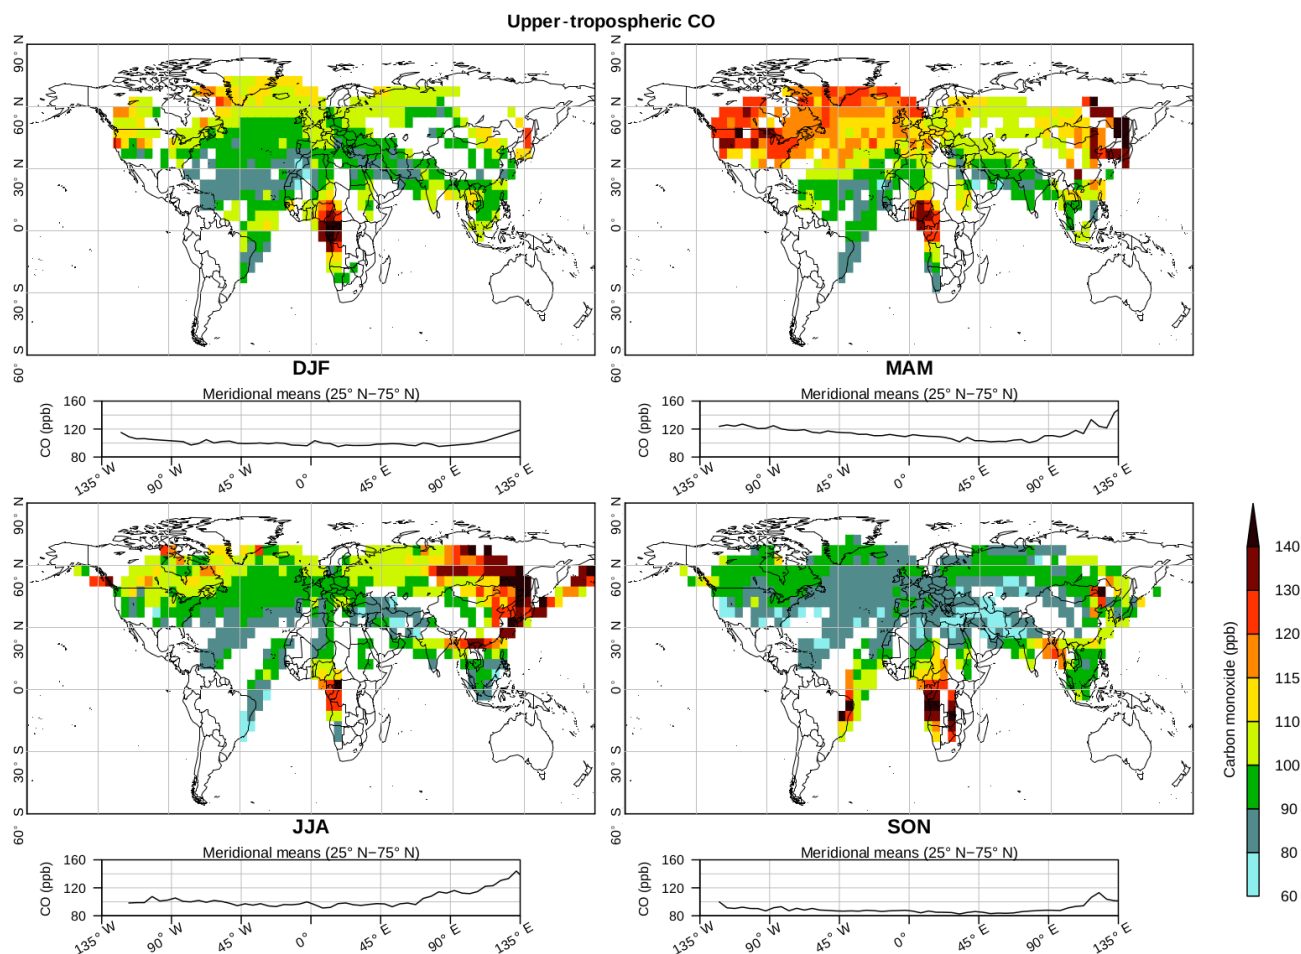 Upper-tropospheric CO
90° N
60° N
30° N
0°
30° S
60° S
90° N
60° N
30° N
0°
30° S
60° S
DJF
MAM
Meridional means (25° N−75° N)
CO (ppb)
160
120
80
135° W
90° W
45° W
0°
45° E
90° E
135° E
Meridional means (25° N−75° N)
CO (ppb)
160
120
80
135° W
90° W
45° W
0°
45° E
90° E
135° E
90° N
60° N
30° N
0°
30° S
60° S
90° N
60° N
30° N
0°
30° S
60° S
JJA
SON
Meridional means (25° N−75° N)
CO (ppb)
160
120
80
135° W
90° W
45° W
0°
45° E
90° E
135° E
Meridional means (25° N−75° N)
CO (ppb)
160
120
80
135° W
90° W
45° W
0°
45° E
90° E
135° E
Carbon monoxide (ppb)
140
130
120
115
110
100
90
80
60